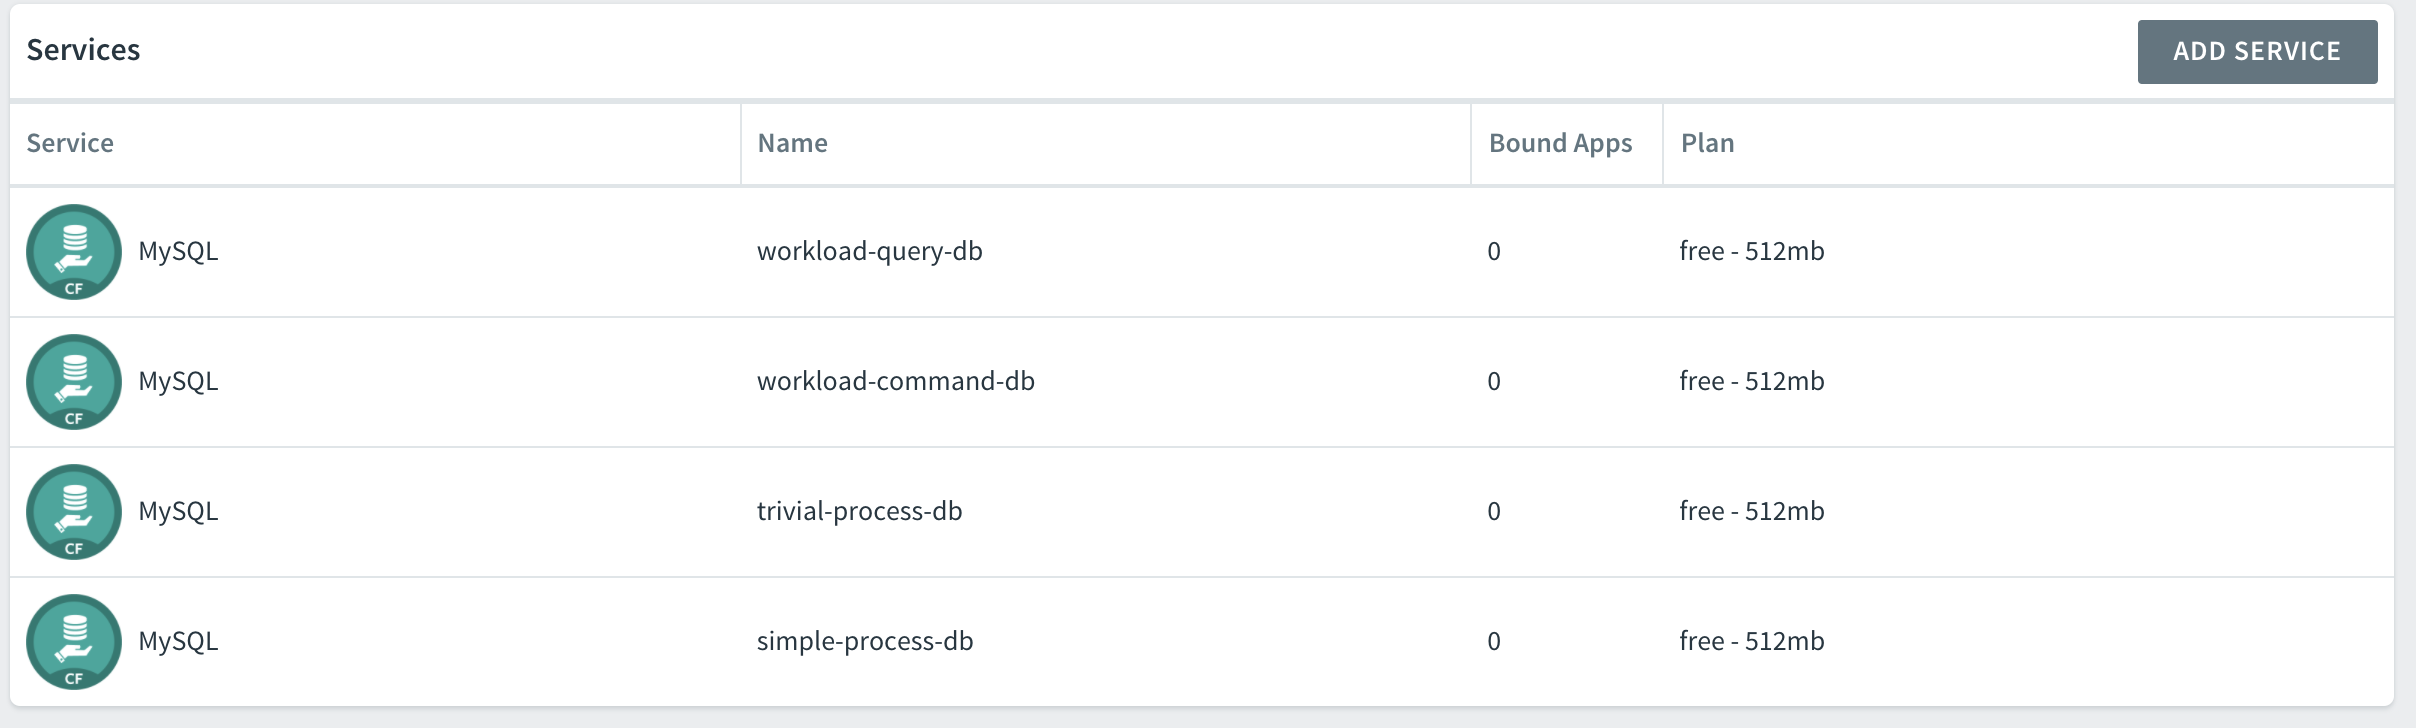 Services
ADD SERVICE
Service Name Bound Apps Plan
CF MySQL workload-query-db 0 free - 512mb
CF MySQL workload-command-db 0 free - 512mb
CF MySQL trivial-process-db 0 free - 512mb
CF MySQL simple-process-db 0 free - 512mb